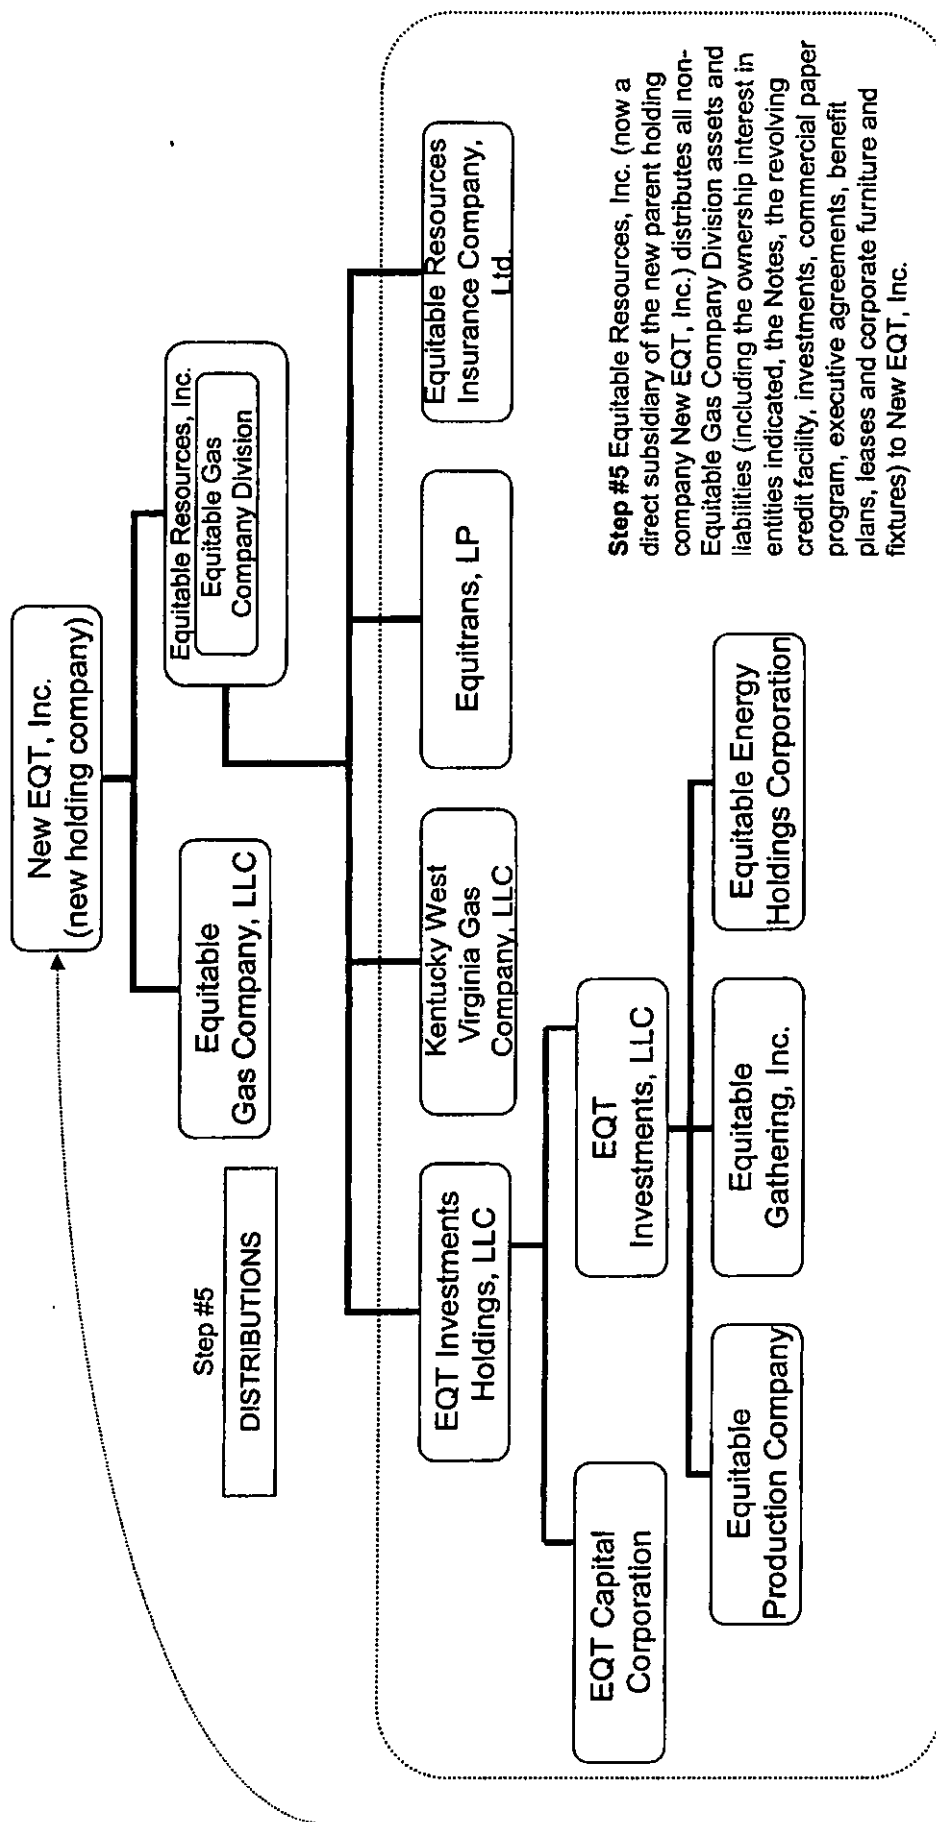 New EQT, Inc.
(new holding company)
Step #5
DISTRIBUTIONS
Equitable
Gas Company, LLC
Equitable Resources, Inc.
Equitable Gas
Company Division
EQT Investments
Holdings, LLC
Kentucky West
Virginia Gas
Company, LLC
Equitrans, LP
Equitable Resources
Insurance Company,
Ltd.
EQT Capital
Corporation
EQT
Investments, LLC
Equitable
Production Company
Equitable
Gathering, Inc.
Equitable Energy
Holdings Corporation
Step #5 Equitable Resources, Inc. (now a
direct subsidiary of the new parent holding
company New EQT, Inc.) distributes all non-
Equitable Gas Company Division assets and
liabilities (including the ownership interest in
entities indicated, the Notes, the revolving
credit facility, investments, commercial paper
program, executive agreements, benefit
plans, leases and corporate furniture and
fixtures) to New EQT, Inc.